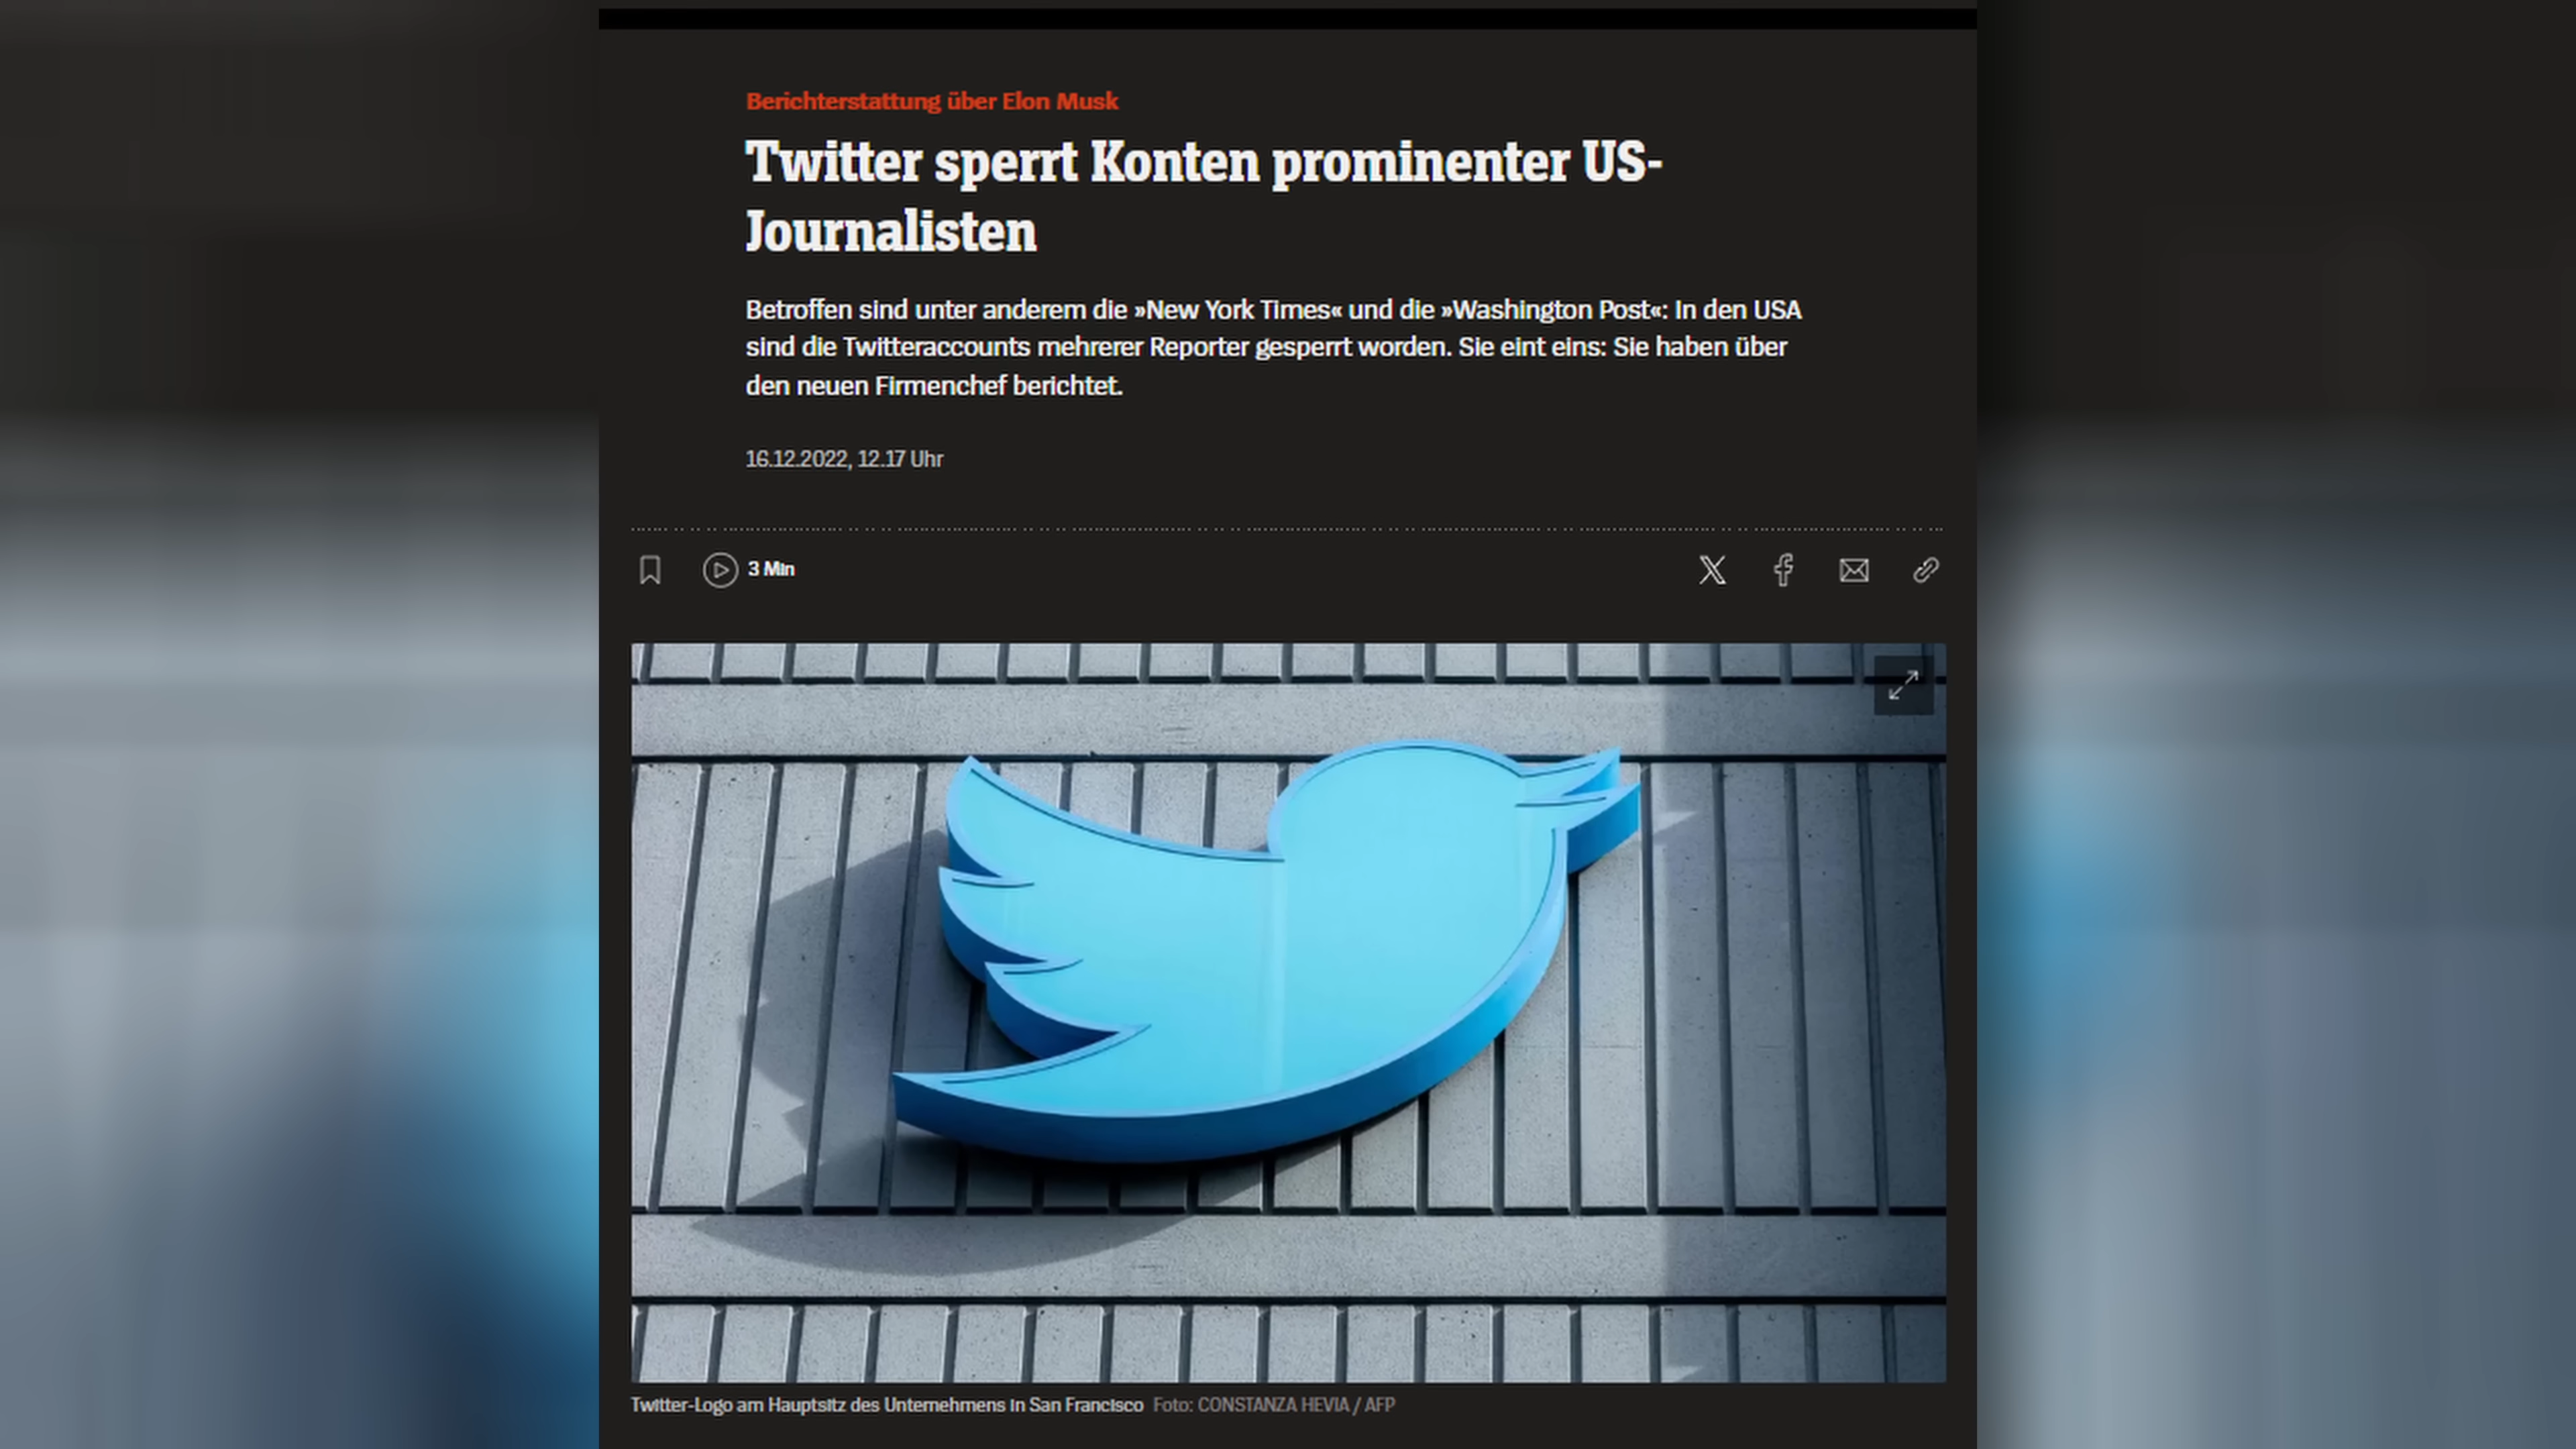 Berichterstattung über Elon Musk
Twitter sperrt Konten prominenter US-
Journalisten
Betroffen sind unter anderem die »New York Times« und die »Washington Post«: In den USA
sind die Twitteraccounts mehrerer Reporter gesperrt worden. Sie eint eins: Sie haben über
den neuen Firmenchef berichtet.
16.12.2022, 12.17 Uhr
3 Min
Twitter-Logo am Hauptsitz des Unternehmens in San Francisco Foto: CONSTANZA HEVIA / AFP